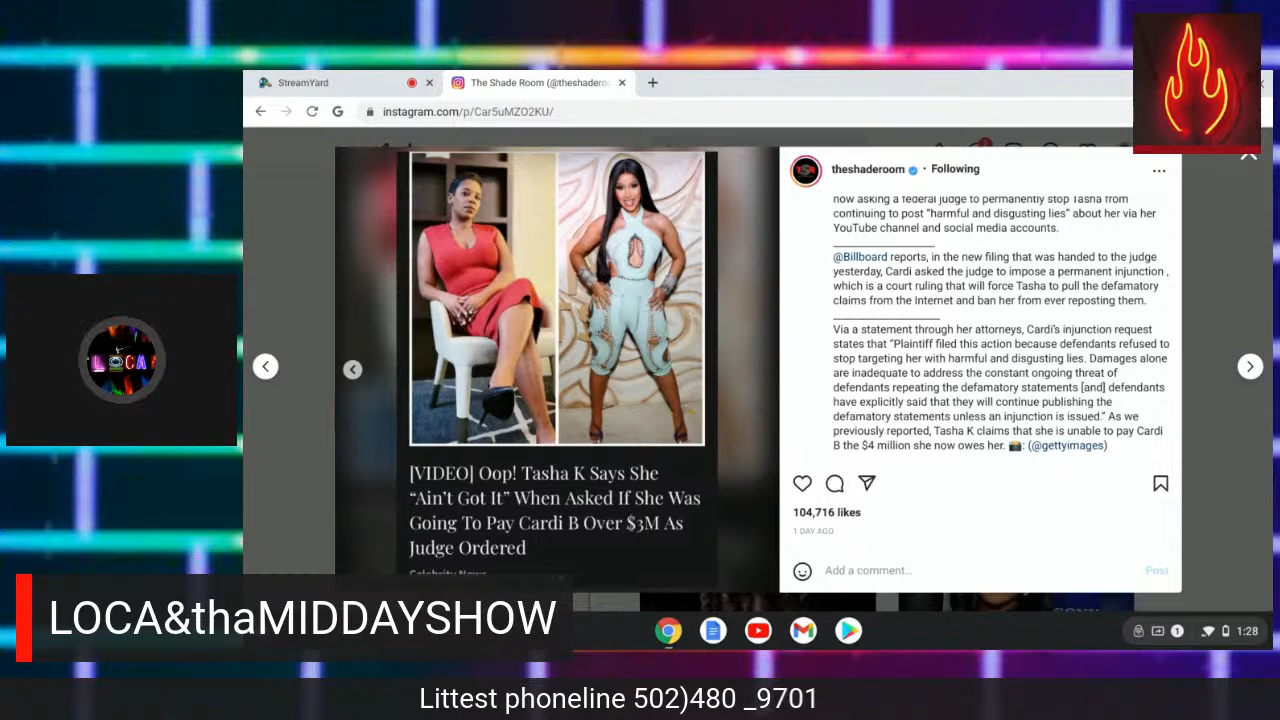 StreamYard
The Shade Room (@theshaderoo
instagram.com/p/Car5uMZO2KU/
theshaderoom • Following
now asking a federal judge to permanently stop Tasha from
continuing to post “harmful and disgusting lies” about her via her
YouTube channel and social media accounts.
@Billboard reports, in the new filing that was handed to the judge
yesterday, Cardi asked the judge to impose a permanent injunction ,
which is a court ruling that will force Tasha to pull the defamatory
claims from the Internet and ban her from ever reposting them.
Via a statement through her attorneys, Cardi's injunction request
states that “Plaintiff filed this action because defendants refused to
stop targeting her with harmful and disgusting lies. Damages alone
are inadequate to address the constant ongoing threat of
defendants repeating the defamatory statements [and] defendants
have explicitly said that they will continue publishing the
defamatory statements unless an injunction is issued.” As we
previously reported, Tasha K claims that she is unable to pay Cardi
B the $4 million she now owes her. 📸: (@gettyimages)
104,716 likes
1 DAY AGO
Add a comment...
Post
[VIDEO] Oop! Tasha K Says She
“Ain't Got It” When Asked If She Was
Going To Pay Cardi B Over $3M As
Judge Ordered
Celebrity News
LOCA
LOCA&thaMIDDAYSHOW
1
1:28
Littest phoneline 502)480 _9701